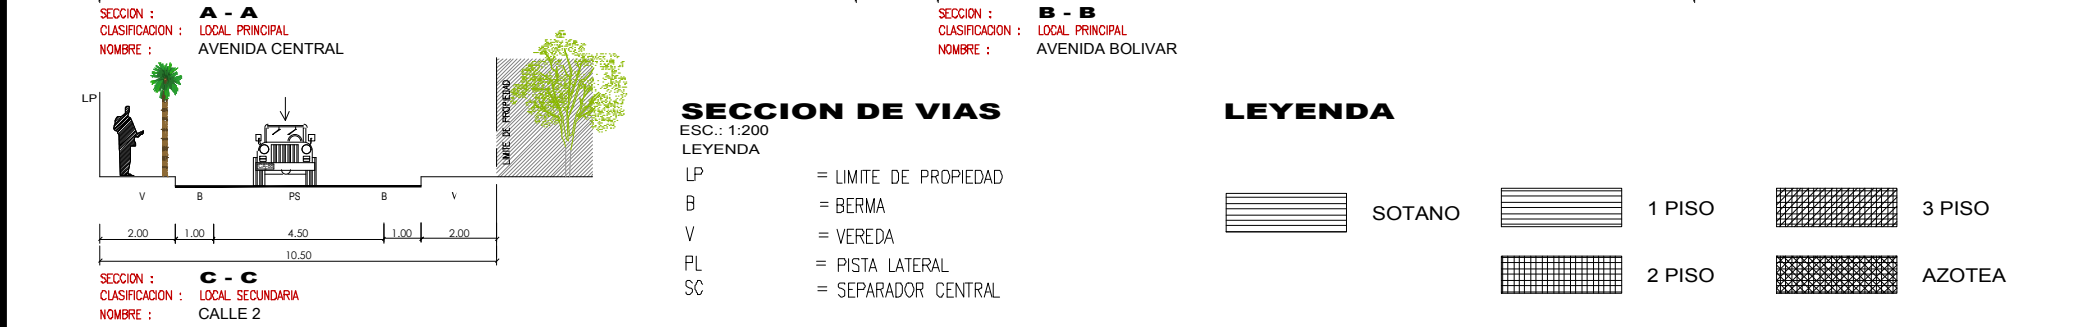 SECCION : A - A
CLASIFICACION : LOCAL PRINCIPAL
NOMBRE : AVENIDA CENTRAL
SECCION : B - B
CLASIFICACION : LOCAL PRINCIPAL
NOMBRE : AVENIDA BOLIVAR
LP
LIMITE DE PROPIEDAD
V B PS B V
2.00 1.00 4.50 1.00 2.00
10.50
SECCION : C - C
CLASIFICACION : LOCAL SECUNDARIA
NOMBRE : CALLE 2
SECCION DE VIAS
ESC.: 1:200
LEYENDA
LP = LIMITE DE PROPIEDAD
B = BERMA
V = VEREDA
PL = PISTA LATERAL
SC = SEPARADOR CENTRAL
LEYENDA
SOTANO
1 PISO
3 PISO
2 PISO
AZOTEA